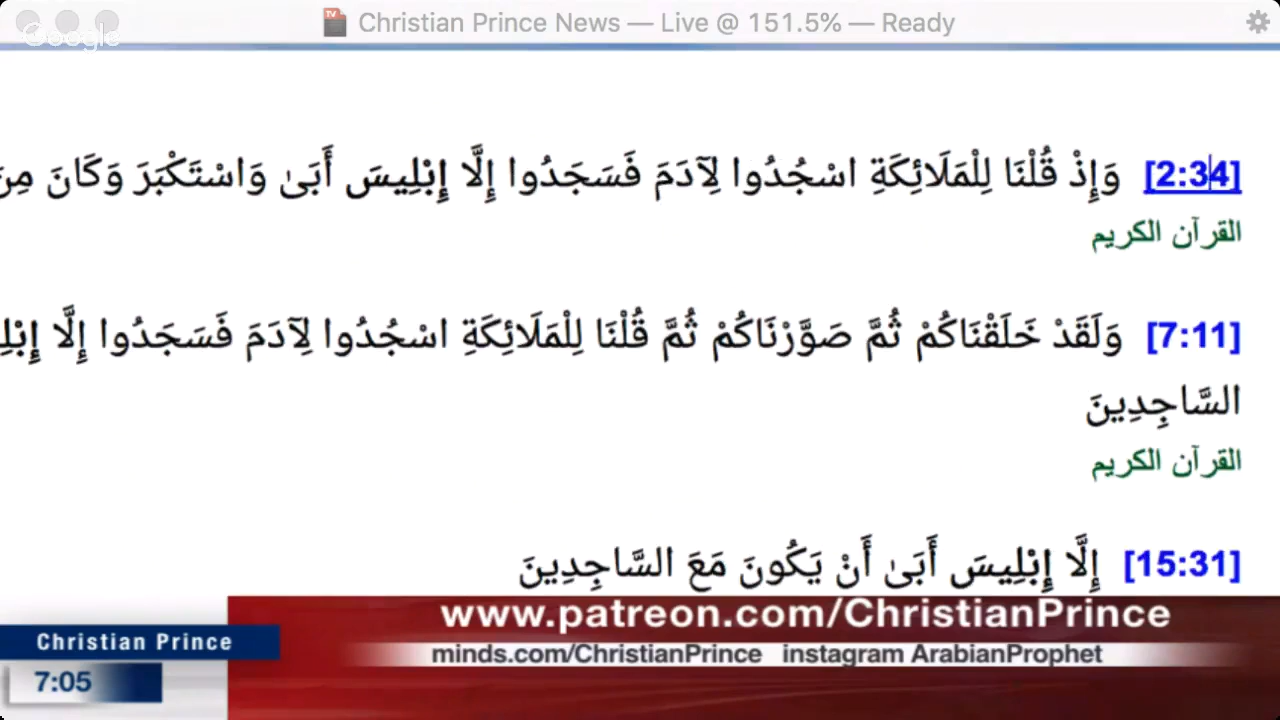 Christian Prince News — Live @ 151.5% — Ready
Google
[2:34] وَإِذْ قُلْنَا لِلْمَلَائِكَةِ اسْجُدُوا لِآدَمَ فَسَجَدُوا إِلَّا إِبْلِيسَ أَبَىٰ وَاسْتَكْبَرَ وَكَانَ مِنَ
القرآن الكريم
[7:11] وَلَقَدْ خَلَقْنَاكُمْ ثُمَّ صَوَّرْنَاكُمْ ثُمَّ قُلْنَا لِلْمَلَائِكَةِ اسْجُدُوا لِآدَمَ فَسَجَدُوا إِلَّا
السَّاجِدِينَ
القرآن الكريم
[15:31] إِلَّا إِبْلِيسَ أَبَىٰ أَنْ يَكُونَ مَعَ السَّاجِدِينَ
www.patreon.com/ChristianPrince
Christian Prince
minds.com/ChristianPrince instagram ArabianProphet
7:05